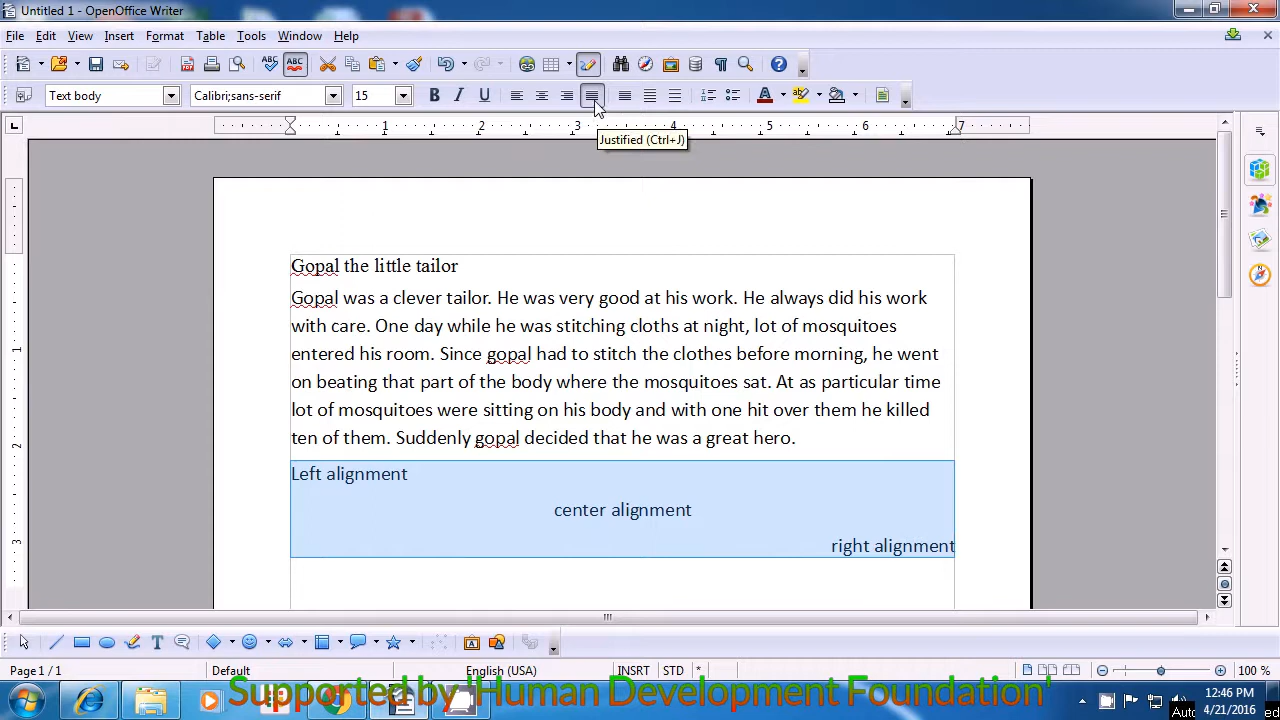 Untitled 1 - OpenOffice Writer
File Edit View Insert Format Table Tools Window Help
Text body Calibri;sans-serif 15
1 2 3 4 5 6 7
Justified (Ctrl+J)
Gopal the little tailor
Gopal was a clever tailor. He was very good at his work. He always did his work
with care. One day while he was stitching cloths at night, lot of mosquitoes
entered his room. Since gopal had to stitch the clothes before morning, he went
on beating that part of the body where the mosquitoes sat. At as particular time
lot of mosquitoes were sitting on his body and with one hit over them he killed
ten of them. Suddenly gopal decided that he was a great hero.
Left alignment
center alignment
right alignment
Page 1 / 1 Default English (USA) INSRT STD * 100 %
Supported by 'Human Development Foundation'
12:46 PM
4/21/2016